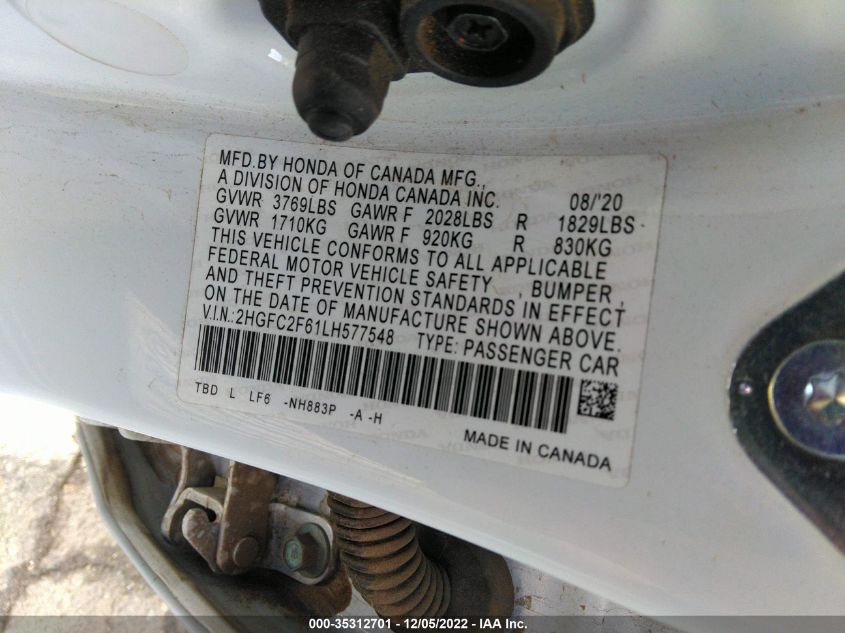 MFD.BY HONDA OF CANADA MFG.,
A DIVISION OF HONDA CANADA INC. 08/'20
GVWR 3769LBS GAWR F 2028LBS R 1829LBS
GVWR 1710KG GAWR F 920KG R 830KG
THIS VEHICLE CONFORMS TO ALL APPLICABLE
FEDERAL MOTOR VEHICLE SAFETY , BUMPER ,
AND THEFT PREVENTION STANDARDS IN EFFECT
ON THE DATE OF MANUFACTURE SHOWN ABOVE.
V.I.N.:2HGFC2F61LH577548 TYPE: PASSENGER CAR
TBD L LF6 -NH883P -A -H
MADE IN CANADA
000-35312701 - 12/05/2022 - IAA Inc.